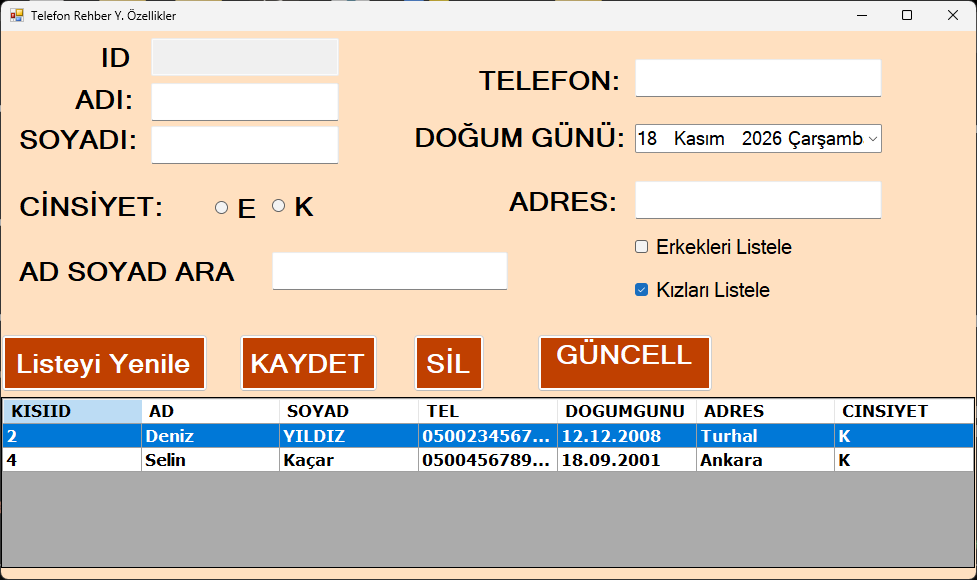 Telefon Rehber Y. Özellikler
ID
ADI:
SOYADI:
TELEFON:
DOĞUM GÜNÜ: 18 Kasım 2026 Çarşamb
CİNSİYET: E K
ADRES:
Erkekleri Listele
AD SOYAD ARA
Kızları Listele
Listeyi Yenile KAYDET SİL GÜNCELL
KISIID AD SOYAD TEL DOGUMGUNU ADRES CINSIYET
2 Deniz YILDIZ 0500234567... 12.12.2008 Turhal K
4 Selin Kaçar 0500456789... 18.09.2001 Ankara K